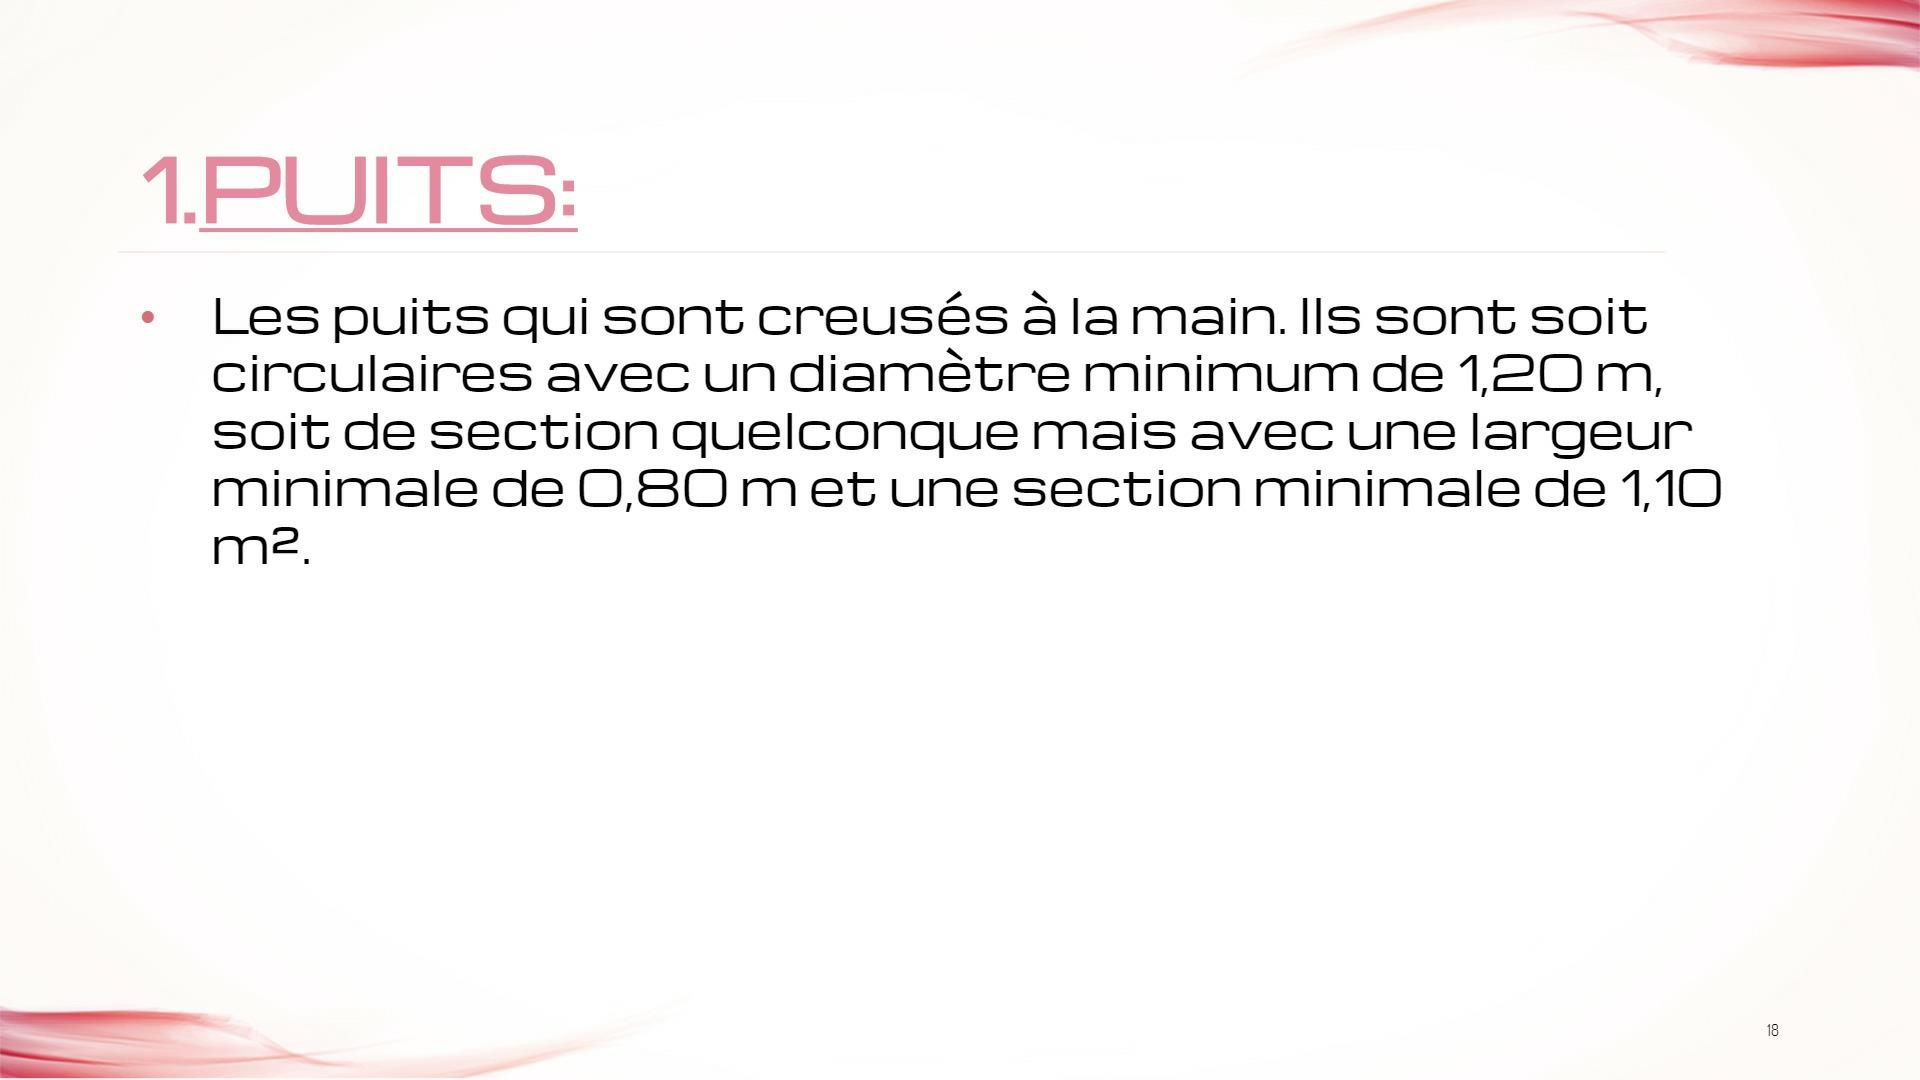 1.PUITS:
• Les puits qui sont creusés à la main. Ils sont soit
circulaires avec un diamètre minimum de 1,20 m,
soit de section quelconque mais avec une largeur
minimale de 0,80 m et une section minimale de 1,10
m².
18